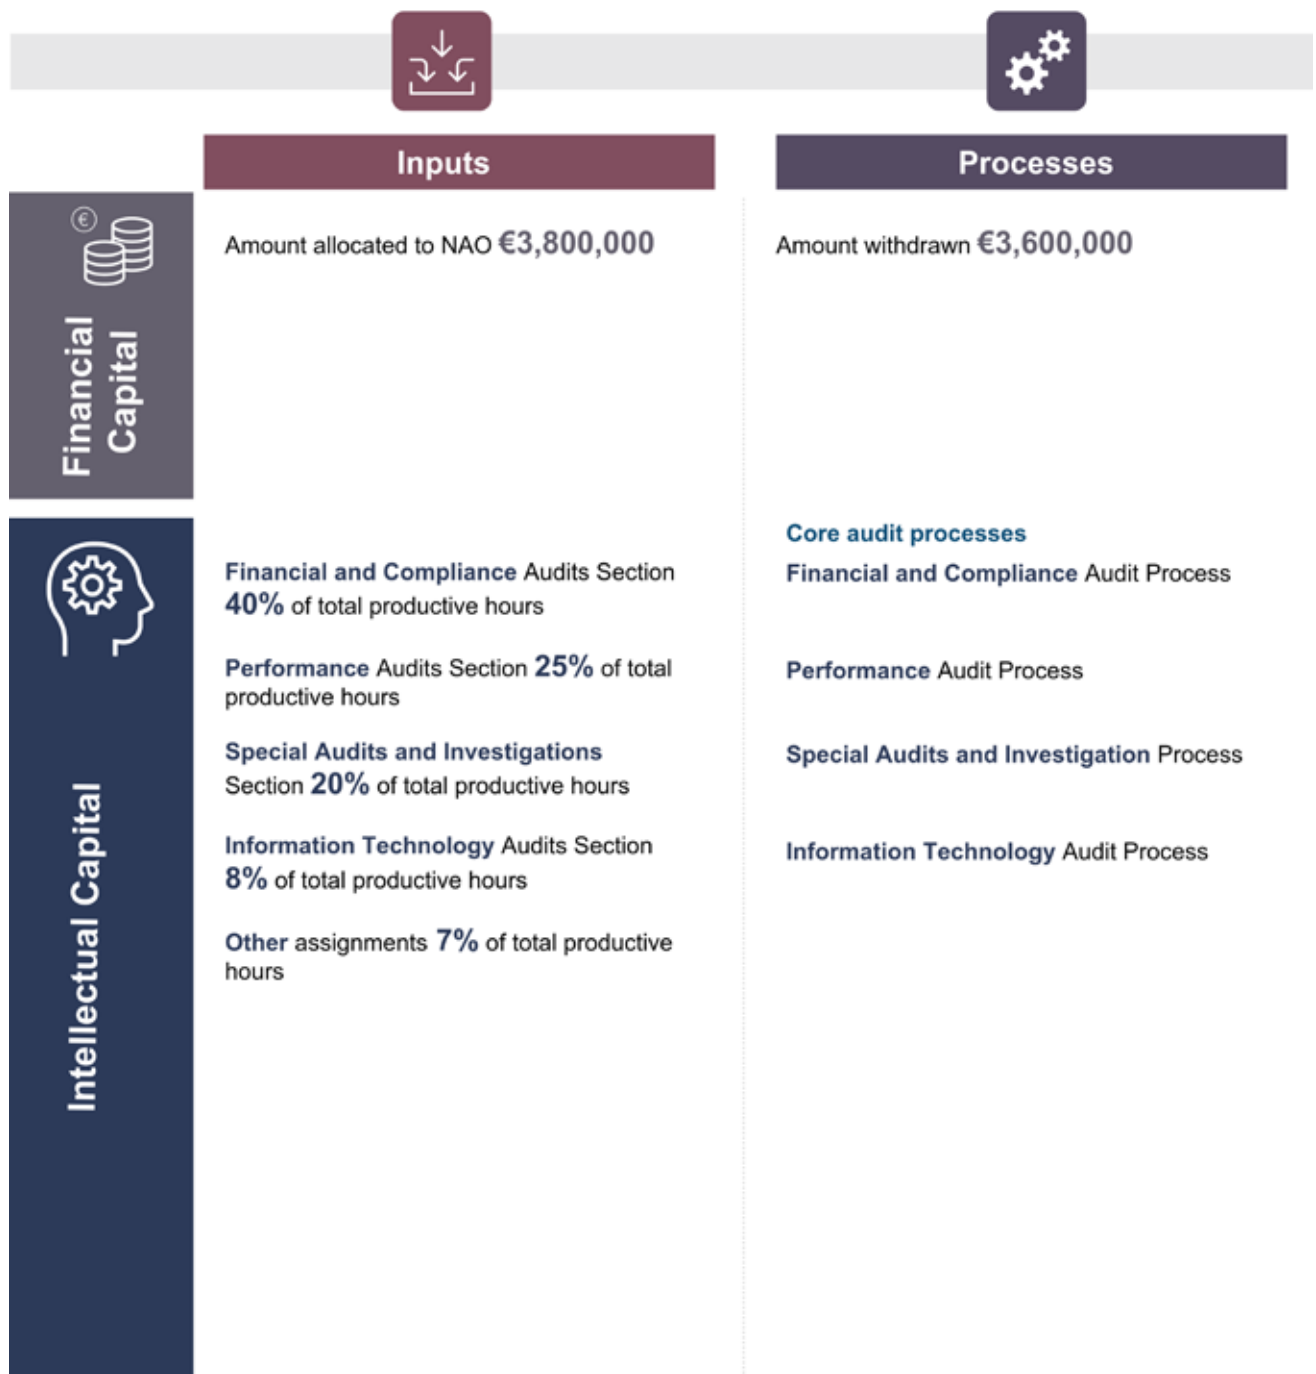 Inputs
Processes
Financial
Capital
€
Amount allocated to NAO €3,800,000
Amount withdrawn €3,600,000
Intellectual Capital
Financial and Compliance Audits Section
40% of total productive hours
Performance Audits Section 25% of total
productive hours
Special Audits and Investigations
Section 20% of total productive hours
Information Technology Audits Section
8% of total productive hours
Other assignments 7% of total productive
hours
Core audit processes
Financial and Compliance Audit Process
Performance Audit Process
Special Audits and Investigation Process
Information Technology Audit Process